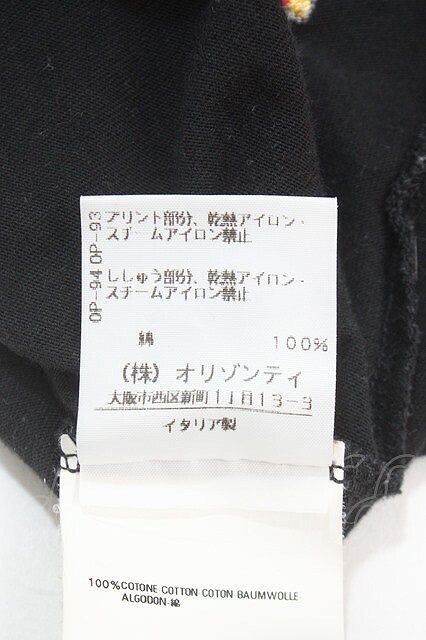 OP-93 プリント部分、乾熱アイロン・
スチームアイロン禁止
OP-94 ししゅう部分、乾熱アイロン・
スチームアイロン禁止
綿 100%
(株) オリゾンティ
大阪市西区新町1丁目13-3
イタリア製
100%COTONE COTTON COTON BAUMWOLLE
ALGODON-綿